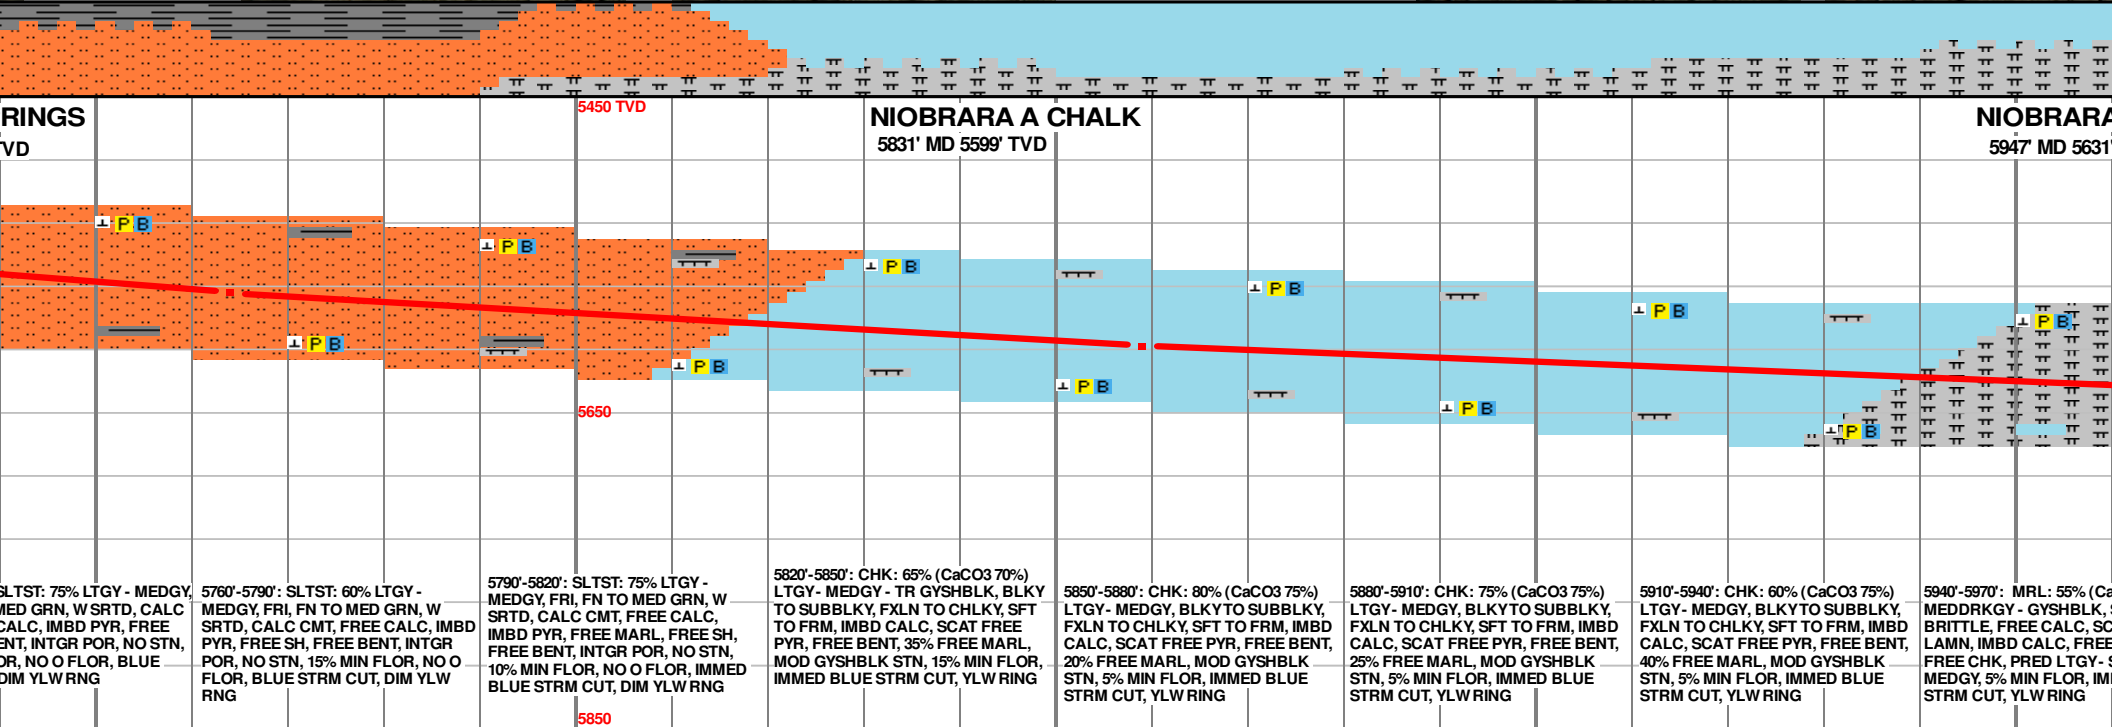 5450 TVD
RINGS
TVD
NIOBRARA A CHALK
5831' MD 5599' TVD
NIOBRARA
5947' MD 5631'
P B
P B
P B
P B
P B
P B
P B
P B
P B
P B
P B
P B
5650
SLTST: 75% LTGY - MEDGY,
MED GRN, W SRTD, CALC
CALC, IMBD PYR, FREE
ENT, INTGR POR, NO STN,
OR, NO O FLOR, BLUE
DIM YLW RNG
5760'-5790': SLTST: 60% LTGY -
MEDGY, FRI, FN TO MED GRN, W
SRTD, CALC CMT, FREE CALC, IMBD
PYR, FREE SH, FREE BENT, INTGR
POR, NO STN, 15% MIN FLOR, NO O
FLOR, BLUE STRM CUT, DIM YLW
RNG
5790'-5820': SLTST: 75% LTGY -
MEDGY, FRI, FN TO MED GRN, W
SRTD, CALC CMT, FREE CALC,
IMBD PYR, FREE MARL, FREE SH,
FREE BENT, INTGR POR, NO STN,
10% MIN FLOR, NO O FLOR, IMMED
BLUE STRM CUT, DIM YLW RNG
5820'-5850': CHK: 65% (CaCO3 70%)
LTGY- MEDGY - TR GYSHBLK, BLKY
TO SUBBLKY, FXLN TO CHLKY, SFT
TO FRM, IMBD CALC, SCAT FREE
PYR, FREE BENT, 35% FREE MARL,
MOD GYSHBLK STN, 15% MIN FLOR,
IMMED BLUE STRM CUT, YLW RING
5850'-5880': CHK: 80% (CaCO3 75%)
LTGY- MEDGY, BLKY TO SUBBLKY,
FXLN TO CHLKY, SFT TO FRM, IMBD
CALC, SCAT FREE PYR, FREE BENT,
20% FREE MARL, MOD GYSHBLK
STN, 5% MIN FLOR, IMMED BLUE
STRM CUT, YLW RING
5880'-5910': CHK: 75% (CaCO3 75%)
LTGY- MEDGY, BLKY TO SUBBLKY,
FXLN TO CHLKY, SFT TO FRM, IMBD
CALC, SCAT FREE PYR, FREE BENT,
25% FREE MARL, MOD GYSHBLK
STN, 5% MIN FLOR, IMMED BLUE
STRM CUT, YLW RING
5910'-5940': CHK: 60% (CaCO3 75%)
LTGY- MEDGY, BLKY TO SUBBLKY,
FXLN TO CHLKY, SFT TO FRM, IMBD
CALC, SCAT FREE PYR, FREE BENT,
40% FREE MARL, MOD GYSHBLK
STN, 5% MIN FLOR, IMMED BLUE
STRM CUT, YLW RING
5940'-5970': MRL: 55% (Ca
MEDDRKGY - GYSHBLK, S
BRITTLE, FREE CALC, SC
LAMN, IMBD CALC, FREE
FREE CHK, PRED LTGY- S
MEDGY, 5% MIN FLOR, IM
STRM CUT, YLW RING
5850